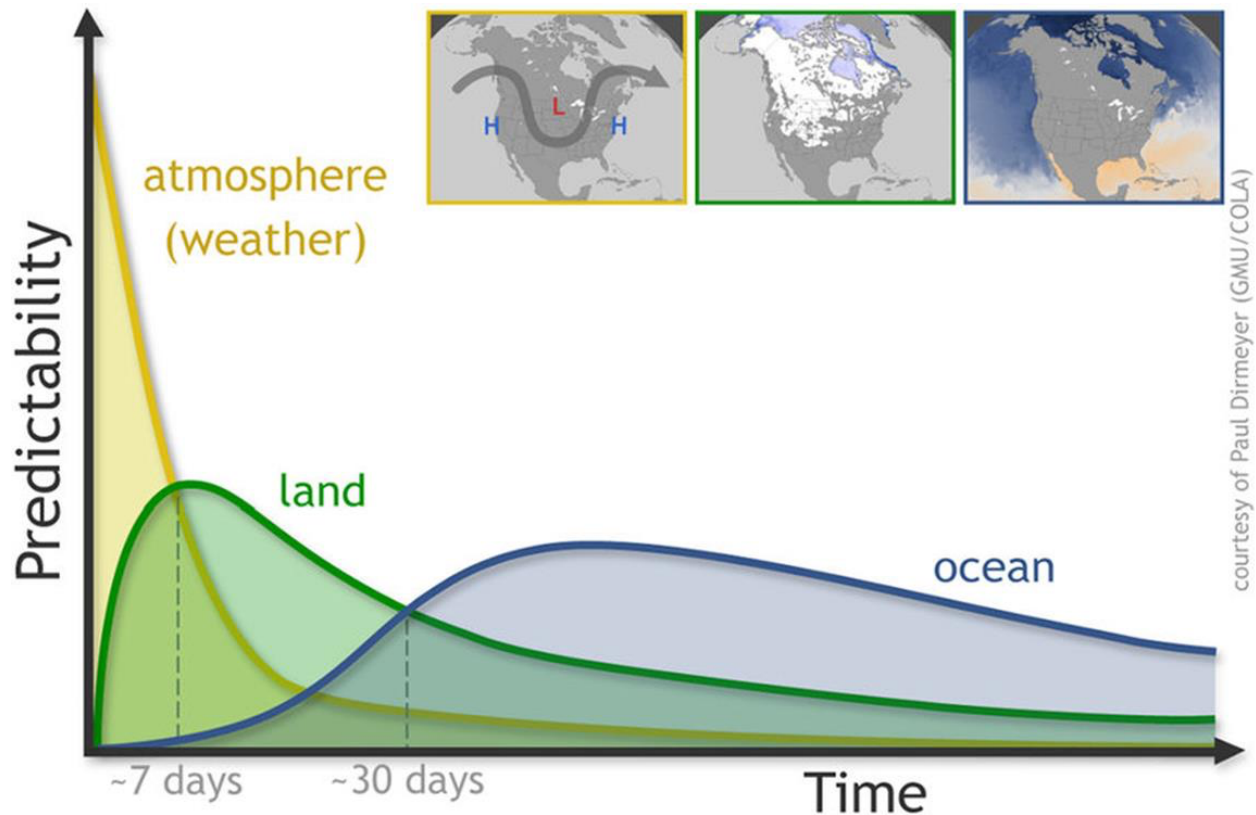 Predictability
atmosphere
(weather)
H
L
H
land
ocean
~7 days
~30 days
Time
courtesy of Paul Dirmeyer (GMU/COLA)